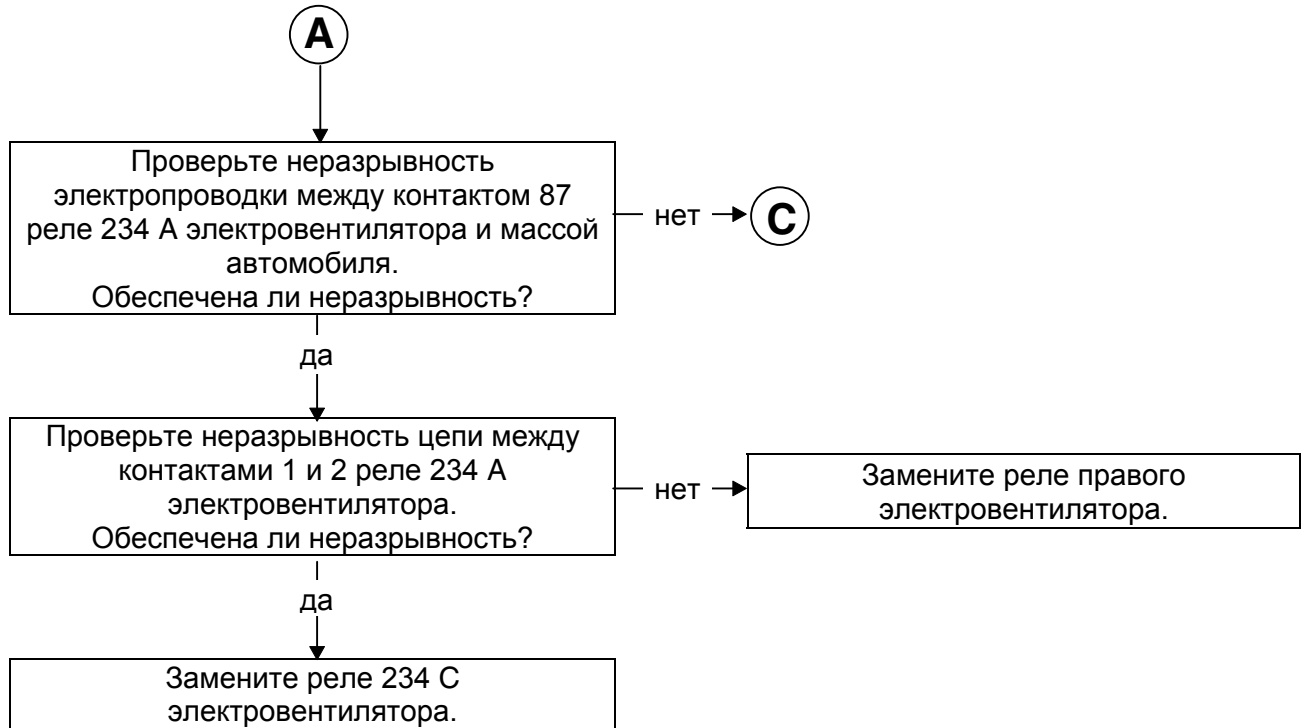 A
Проверьте неразрывность
электропроводки между контактом 87
реле 234 A электровентилятора и массой
автомобиля.
Обеспечена ли неразрывность?
нет
C
да
Проверьте неразрывность цепи между
контактами 1 и 2 реле 234 A
электровентилятора.
Обеспечена ли неразрывность?
нет
Замените реле правого
электровентилятора.
да
Замените реле 234 C
электровентилятора.